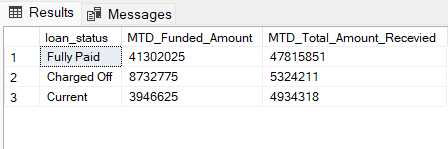 Results Messages
loan_status MTD_Funded_Amount MTD_Total_Amount_Recevied
1 Fully Paid 41302025 47815851
2 Charged Off 8732775 5324211
3 Current 3946625 4934318